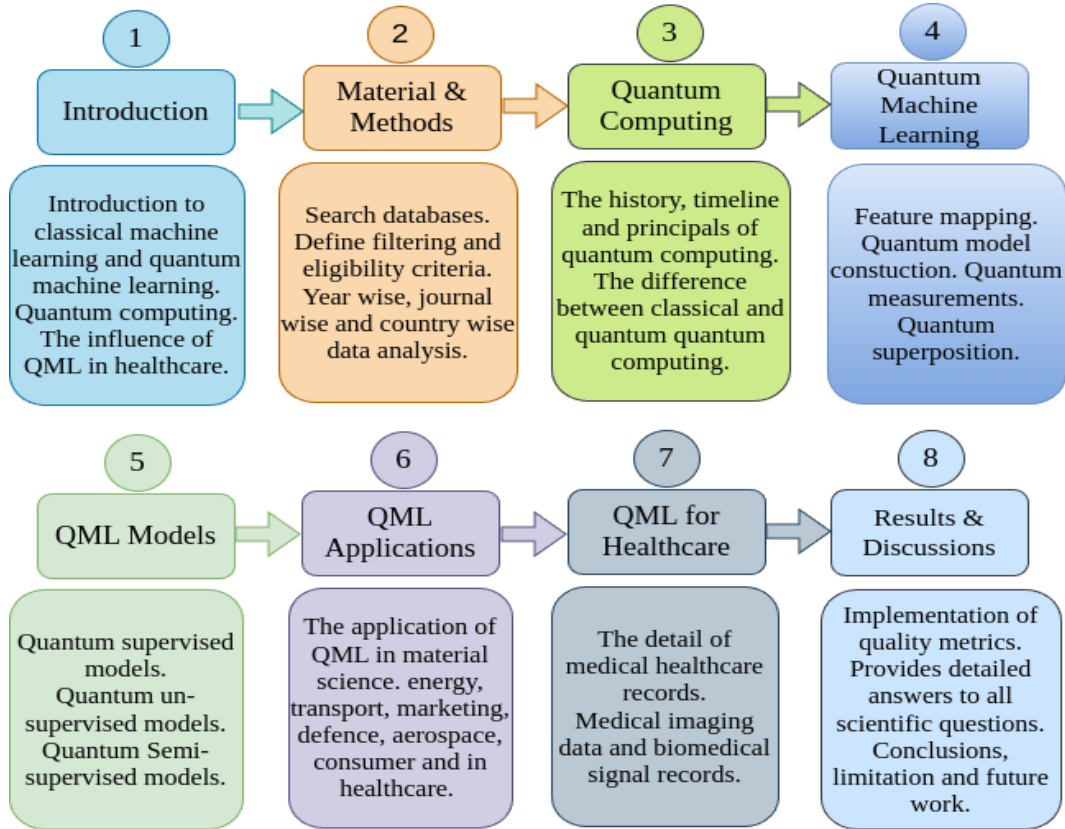 1
Introduction
Introduction to
classical machine
learning and quantum
machine learning.
Quantum computing.
The influence of
QML in healthcare.
2
Material &
Methods
Search databases.
Define filtering and
eligibility criteria.
Year wise, journal
wise and country wise
data analysis.
3
Quantum
Computing
The history, timeline
and principals of
quantum computing.
The difference
between classical and
quantum quantum
computing.
4
Quantum
Machine
Learning
Feature mapping.
Quantum model
constuction. Quantum
measurements.
Quantum
superposition.
5
QML Models
Quantum supervised
models.
Quantum un-
supervised models.
Quantum Semi-
supervised models.
6
QML
Applications
The application of
QML in material
science. energy,
transport, marketing,
defence, aerospace,
consumer and in
healthcare.
7
QML for
Healthcare
The detail of
medical healthcare
records.
Medical imaging
data and biomedical
signal records.
8
Results &
Discussions
Implementation of
quality metrics.
Provides detailed
answers to all
scientific questions.
Conclusions,
limitation and future
work.